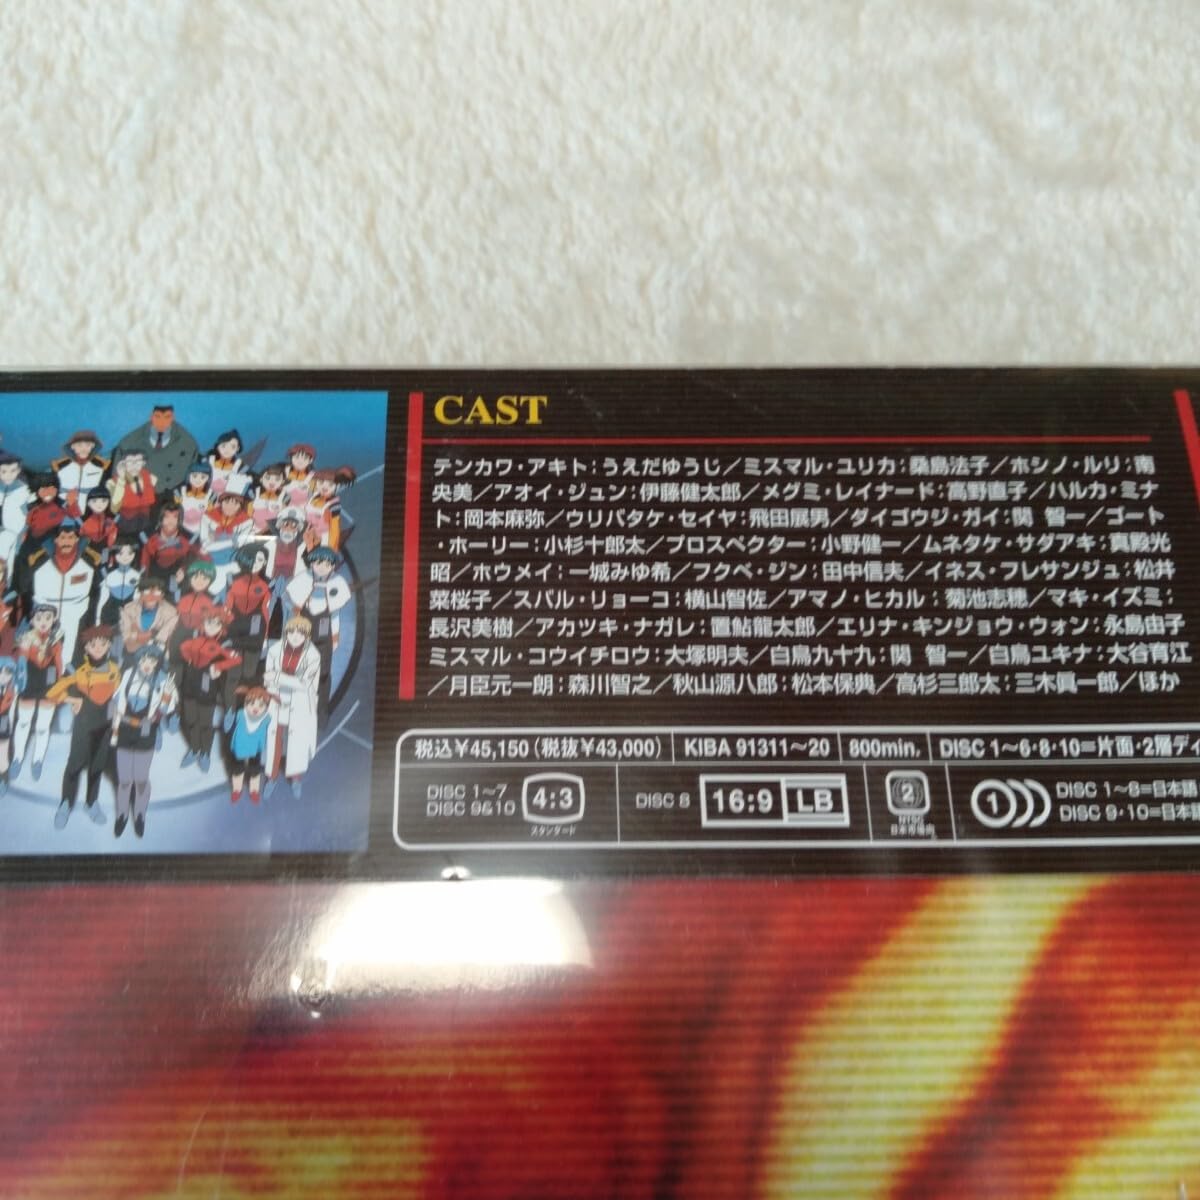 CAST
テンカワ・アキト：うえだゆうじ／ミスマル・ユリカ：桑島法子／ホシノ・ルリ：南
央美／アオイ・ジュン：伊藤健太郎／メグミ・レイナード：高野直子／ハルカ・ミナ
ト：岡本麻弥／ウリバタケ・セイヤ：飛田展男／ダイゴウジ・ガイ：関 智一／ゴート
・ホーリー：小杉十郎太／プロスペクター：小野健一／ムネタケ・サダアキ：真殿光
昭／ホウメイ：一城みゆ希／フクベ・ジン：田中信夫／イネス・フレサンジュ：松井
菜桜子／スバル・リョーコ：横山智佐／アマノ・ヒカル：菊池志穂／マキ・イズミ：
長沢美樹／アカツキ・ナガレ：置鮎龍太郎／エリナ・キンジョウ・ウォン：永島由子
ミスマル・コウイチロウ：大塚明夫／白鳥九十九：関 智一／白鳥ユキナ：大谷育江
／月臣元一朗：森川智之／秋山源八郎：松本保典／高杉三郎太：三木眞一郎／ほか
税込¥45,150（税抜¥43,000） KIBA 91311〜20 800min. DISC 1〜6・8・10=片面・2層ディ
DISC 1〜7
DISC 9&10
4:3
スタンダード
DISC 8
16:9 LB
2
NTSC
日本市場向
1
DISC 1〜8=日本語
DISC 9・10=日本語